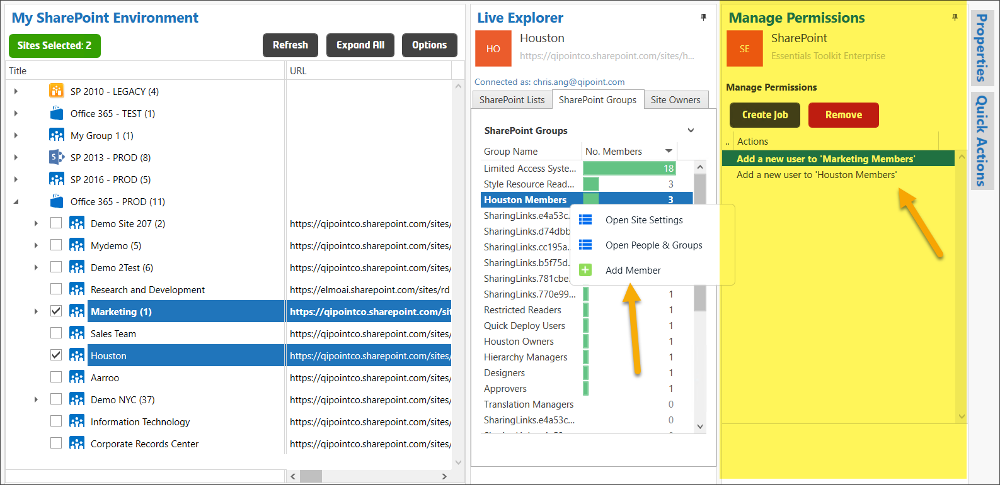 My SharePoint Environment
Sites Selected: 2
Refresh
Expand All
Options
Title
URL
SP 2010 - LEGACY (4)
Office 365 - TEST (1)
My Group 1 (1)
SP 2013 - PROD (8)
SP 2016 - PROD (5)
Office 365 - PROD (11)
Demo Site 207 (2) https://qipointco.sharepoint.com/sites/
Mydemo (5) https://qipointco.sharepoint.com/sites/
Demo 2Test (6) https://qipointco.sharepoint.com/sites/
Research and Development https://elmoai.sharepoint.com/sites/rd
Marketing (1) https://qipointco.sharepoint.com/sit
Sales Team https://qipointco.sharepoint.com/sites/
Houston https://qipointco.sharepoint.com/sites/
Aarroo https://qipointco.sharepoint.com/sites/
Demo NYC (37) https://qipointco.sharepoint.com/sites/
Information Technology https://qipointco.sharepoint.com/sites/
Corporate Records Center https://qipointco.sharepoint.com/sites/
Live Explorer
HO
Houston
https://qipointco.sharepoint.com/sites/h...
Connected as: chris.ang@qipoint.com
SharePoint Lists
SharePoint Groups
Site Owners
SharePoint Groups
Group Name No. Members
Limited Access Syste... 18
Style Resource Read... 3
Houston Members 3
SharingLinks.e4a53c.
SharingLinks.d74dbb
SharingLinks.cc195a.
SharingLinks.b5f75d.
SharingLinks.781cbe.
SharingLinks.770e99... 1
Restricted Readers 1
Quick Deploy Users 1
Houston Owners 1
Hierarchy Managers 1
Designers 1
Approvers 1
Translation Managers 0
SharingLinks.e4a53c... 0
Open Site Settings
Open People & Groups
Add Member
Manage Permissions
SE
SharePoint
Essentials Toolkit Enterprise
Manage Permissions
Create Job
Remove
.. Actions
Add a new user to 'Marketing Members'
Add a new user to 'Houston Members'
Properties
Quick Actions